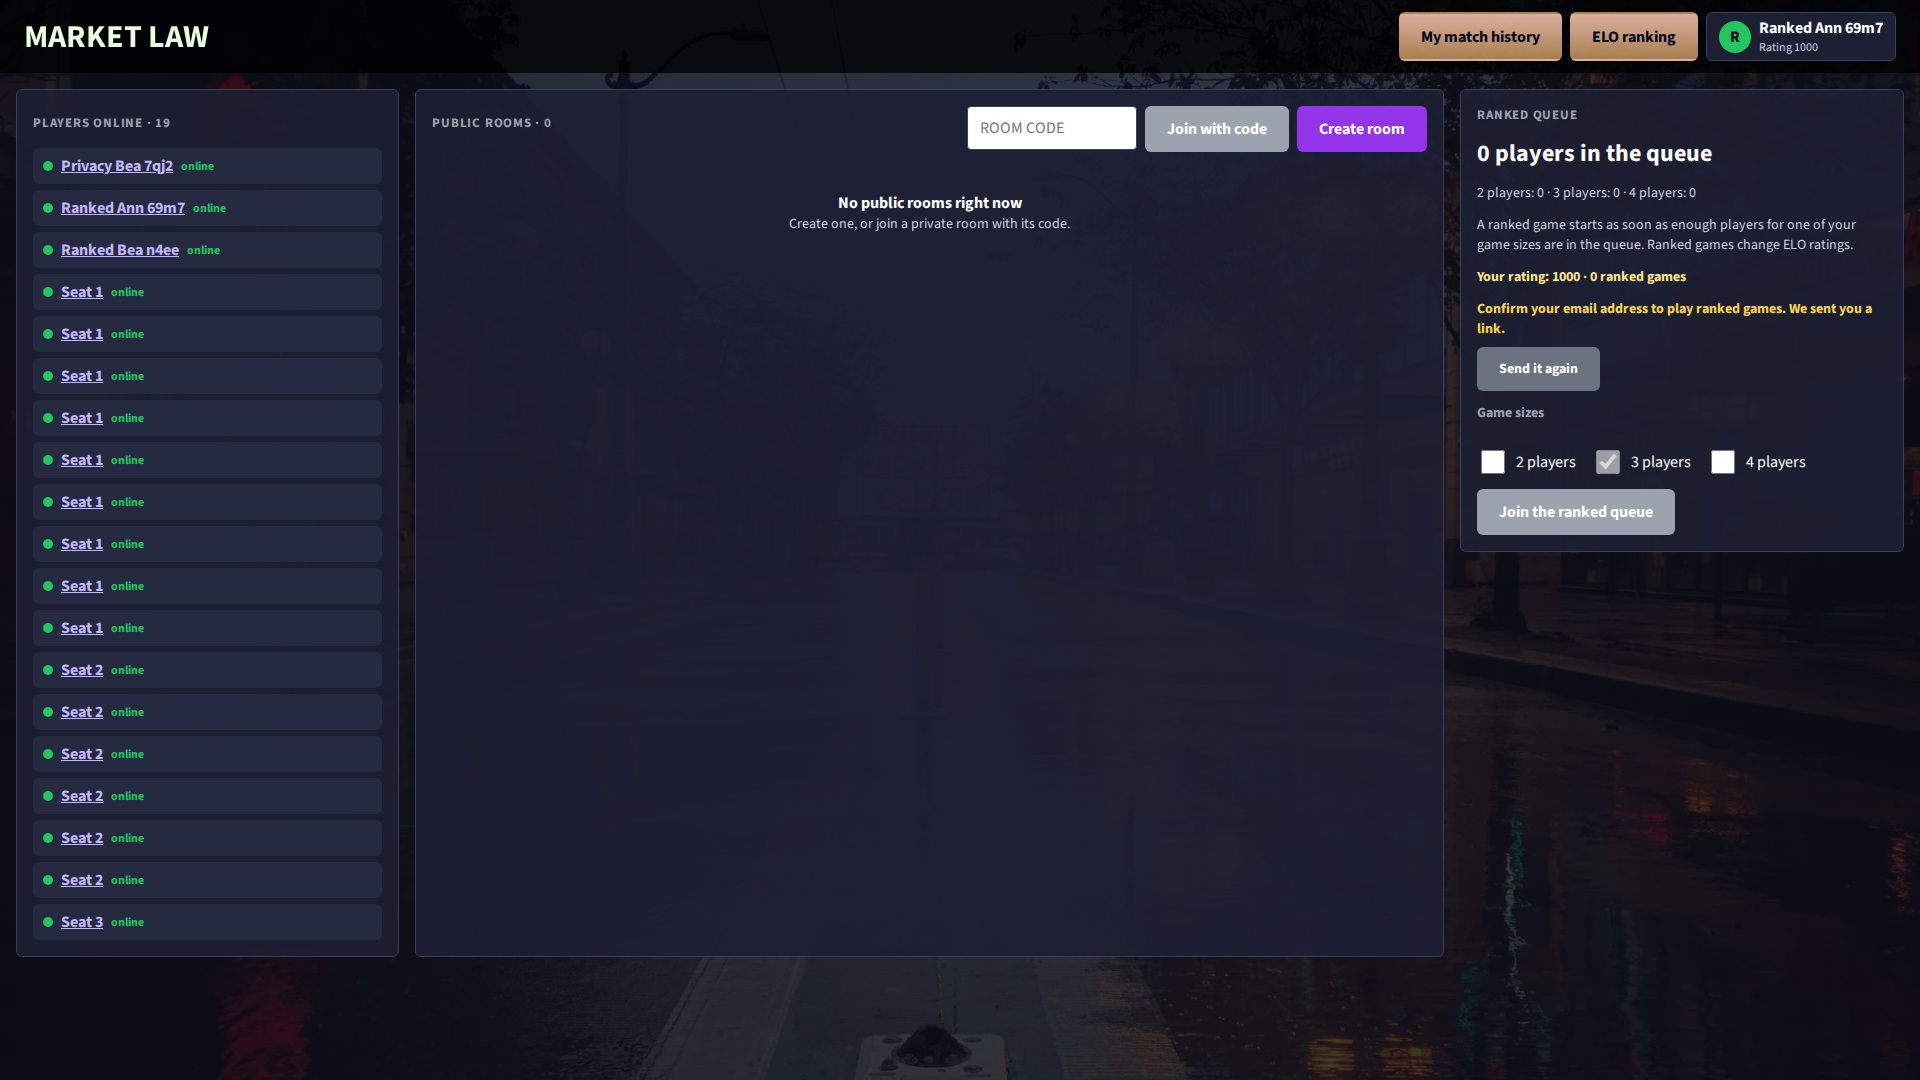 MARKET LAW
My match history
ELO ranking
R
Ranked Ann 69m7
Rating 1000
PLAYERS ONLINE · 19
Privacy Bea 7qj2 online
Ranked Ann 69m7 online
Ranked Bea n4ee online
Seat 1 online
Seat 1 online
Seat 1 online
Seat 1 online
Seat 1 online
Seat 1 online
Seat 1 online
Seat 1 online
Seat 1 online
Seat 2 online
Seat 2 online
Seat 2 online
Seat 2 online
Seat 2 online
Seat 2 online
Seat 3 online
PUBLIC ROOMS · 0
ROOM CODE
Join with code
Create room
No public rooms right now
Create one, or join a private room with its code.
RANKED QUEUE
0 players in the queue
2 players: 0 · 3 players: 0 · 4 players: 0
A ranked game starts as soon as enough players for one of your
game sizes are in the queue. Ranked games change ELO ratings.
Your rating: 1000 · 0 ranked games
Confirm your email address to play ranked games. We sent you a
link.
Send it again
Game sizes
2 players
3 players
4 players
Join the ranked queue